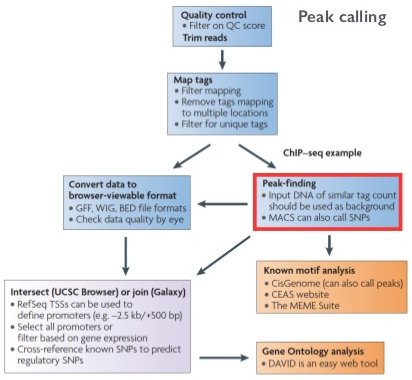 Peak calling
Quality control
• Filter on QC score
Trim reads
Map tags
• Filter mapping
• Remove tags mapping
to multiple locations
• Filter for unique tags
ChIP–seq example
Convert data to
browser-viewable format
• GFF, WIG, BED file formats
• Check data quality by eye
Peak-finding
• Input DNA of similar tag count
should be used as background
• MACS can also call SNPs
Intersect (UCSC Browser) or join (Galaxy)
• RefSeq TSSs can be used to
define promoters (e.g. –2.5 kb/+500 bp)
• Select all promoters or
filter based on gene expression
• Cross-reference known SNPs to predict
regulatory SNPs
Known motif analysis
• CisGenome (can also call peaks)
• CEAS website
• The MEME Suite
Gene Ontology analysis
• DAVID is an easy web tool